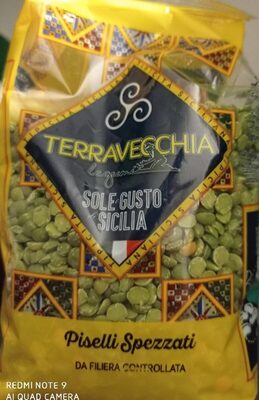 TERRAVECCHIA
Legumi
SOLE GUSTO
SICILIA
Piselli Spezzati
DA FILIERA CONTROLLATA
REDMI NOTE 9
AI QUAD CAMERA